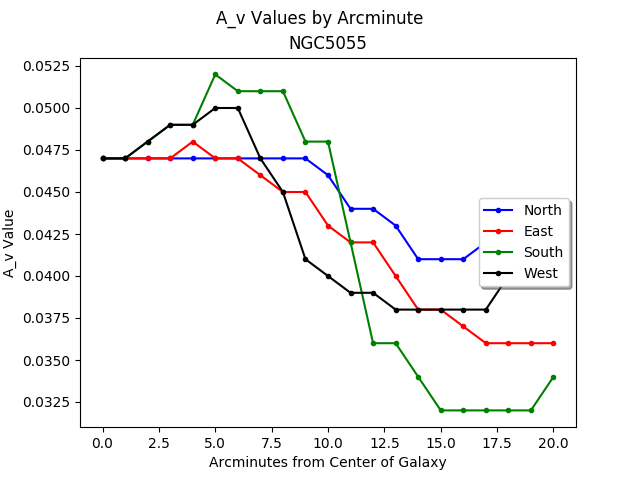 A_v Values by Arcminute
NGC5055
0.0525
0.0500
0.0475
0.0450
0.0425
0.0400
0.0375
0.0350
0.0325
A_v Value
North
East
South
West
0.0 2.5 5.0 7.5 10.0 12.5 15.0 17.5 20.0
Arcminutes from Center of Galaxy